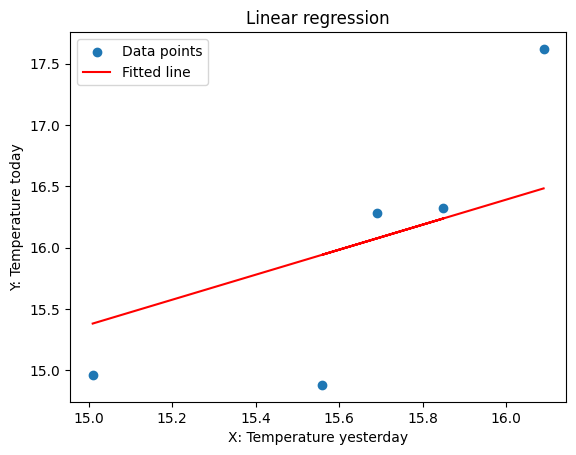 Linear regression
Data points
Fitted line
17.5
17.0
16.5
16.0
15.5
15.0
Y: Temperature today
15.0 15.2 15.4 15.6 15.8 16.0
X: Temperature yesterday